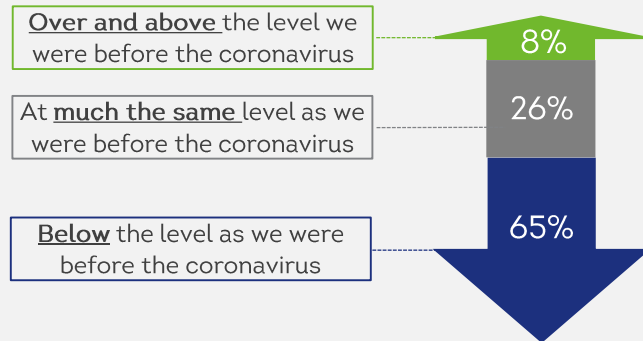 Over and above the level we
were before the coronavirus
8%
At much the same level as we
were before the coronavirus
26%
Below the level as we were
before the coronavirus
65%